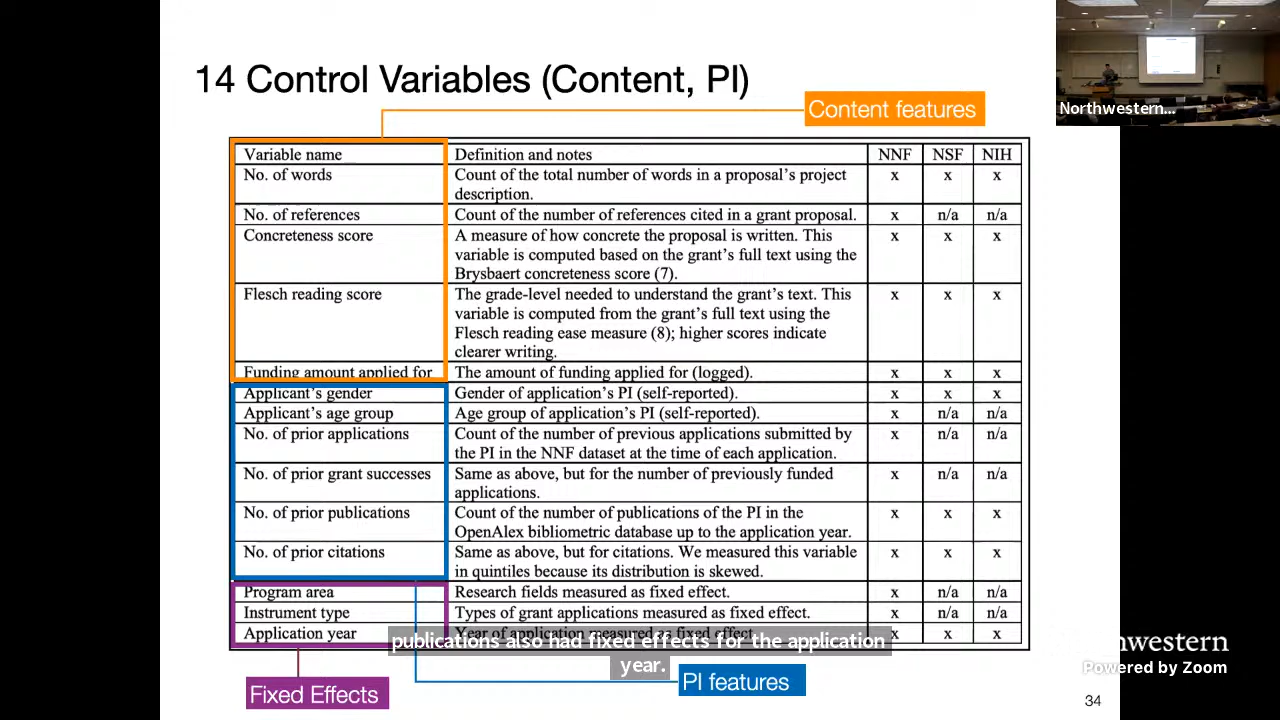 14 Control Variables (Content, PI)
Content features
Northwestern...
Variable name Definition and notes NNF NSF NIH
No. of words Count of the total number of words in a proposal's project x x x
description.
No. of references Count of the number of references cited in a grant proposal. x n/a n/a
Concreteness score A measure of how concrete the proposal is written. This x x x
variable is computed based on the grant's full text using the
Brysbaert concreteness score (7).
Flesch reading score The grade-level needed to understand the grant's text. This x x x
variable is computed from the grant's full text using the
Flesch reading ease measure (8); higher scores indicate
clearer writing.
Funding amount applied for The amount of funding applied for (logged). x x x
Applicant's gender Gender of application's PI (self-reported). x x x
Applicant's age group Age group of application's PI (self-reported). x n/a n/a
No. of prior applications Count of the number of previous applications submitted by x n/a n/a
the PI in the NNF dataset at the time of each application.
No. of prior grant successes Same as above, but for the number of previously funded x n/a n/a
applications.
No. of prior publications Count of the number of publications of the PI in the x x x
OpenAlex bibliometric database up to the application year.
No. of prior citations Same as above, but for citations. We measured this variable x x x
in quintiles because its distribution is skewed.
Program area Research fields measured as fixed effect. x n/a n/a
Instrument type Types of grant applications measured as fixed effect. x n/a n/a
Application year Year of application measured as fixed effect. x x x
publications also had fixed effects for the application
year.
western
Powered by Zoom
Fixed Effects
PI features
34